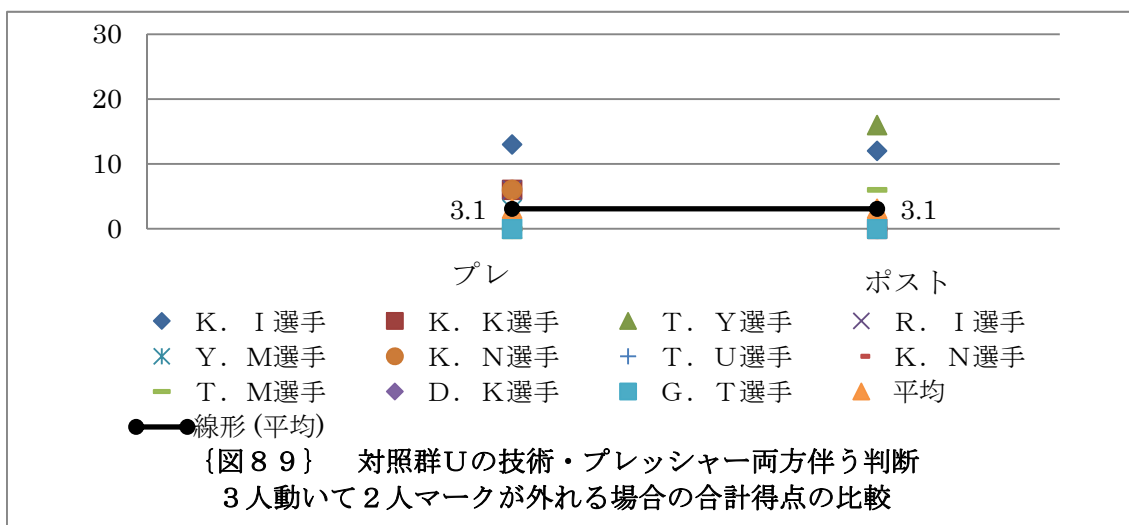 30
20
10
0
3.1
3.1
プレ
ポスト
K．I選手
K．K選手
T．Y選手
R．I選手
Y．M選手
K．N選手
T．U選手
K．N選手
T．M選手
D．K選手
G．T選手
平均
線形 (平均)
{図８９}　対照群Uの技術・プレッシャー両方伴う判断
３人動いて２人マークが外れる場合の合計得点の比較